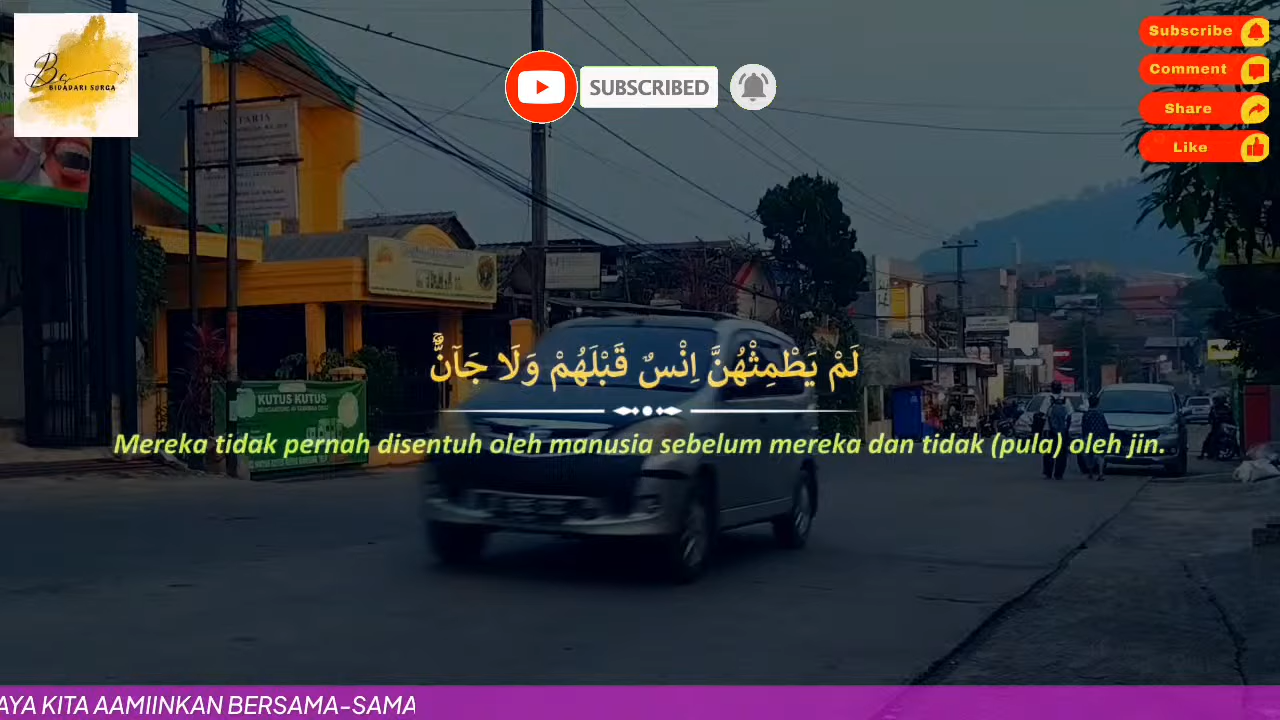 Subscribe
SUBSCRIBED
Comment
Share
Like
BIDADARI SURGA
NOTARIS
لَمْ يَطْمِثْهُنَّ اِنْسٌ قَبْلَهُمْ وَلَا جَاۤنٌّۚ
KUTUS KUTUS
Mereka tidak pernah disentuh oleh manusia sebelum mereka dan tidak (pula) oleh jin.
AYA KITA AAMIINKAN BERSAMA-SAMA